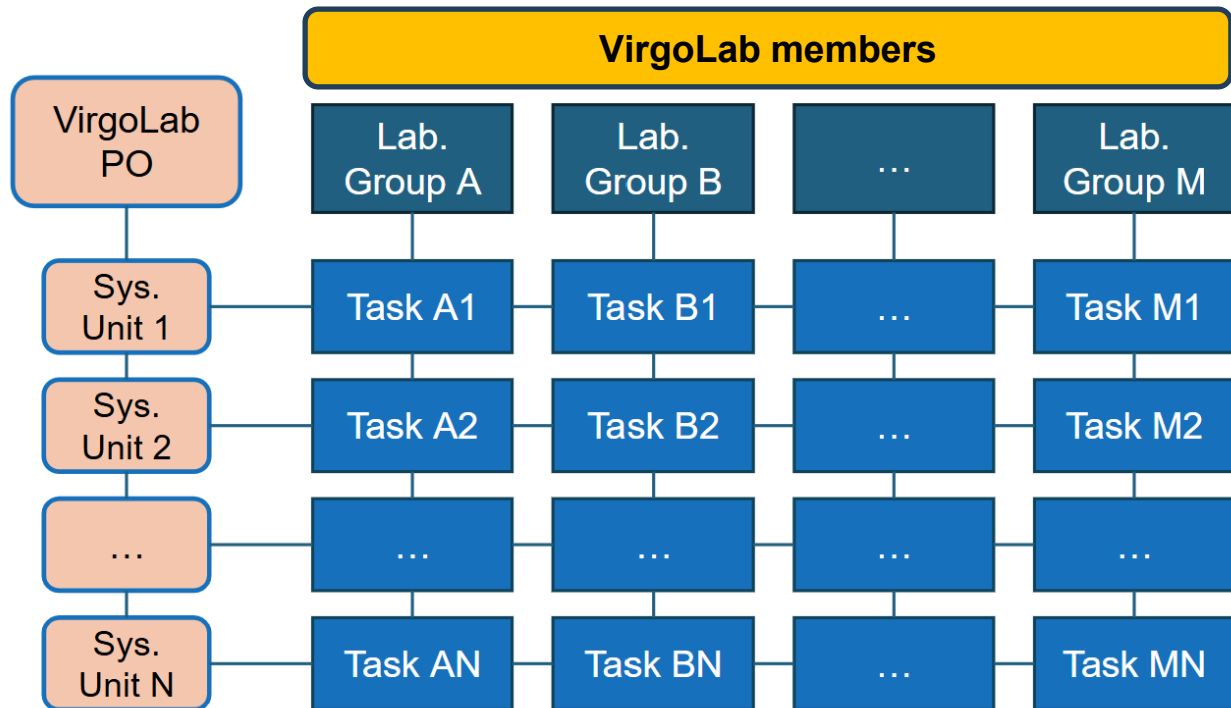 VirgoLab members
VirgoLab
PO
Lab.
Group A
Lab.
Group B
...
Lab.
Group M
Sys.
Unit 1
Task A1
Task B1
...
Task M1
Sys.
Unit 2
Task A2
Task B2
...
Task M2
...
...
...
...
...
Sys.
Unit N
Task AN
Task BN
...
Task MN